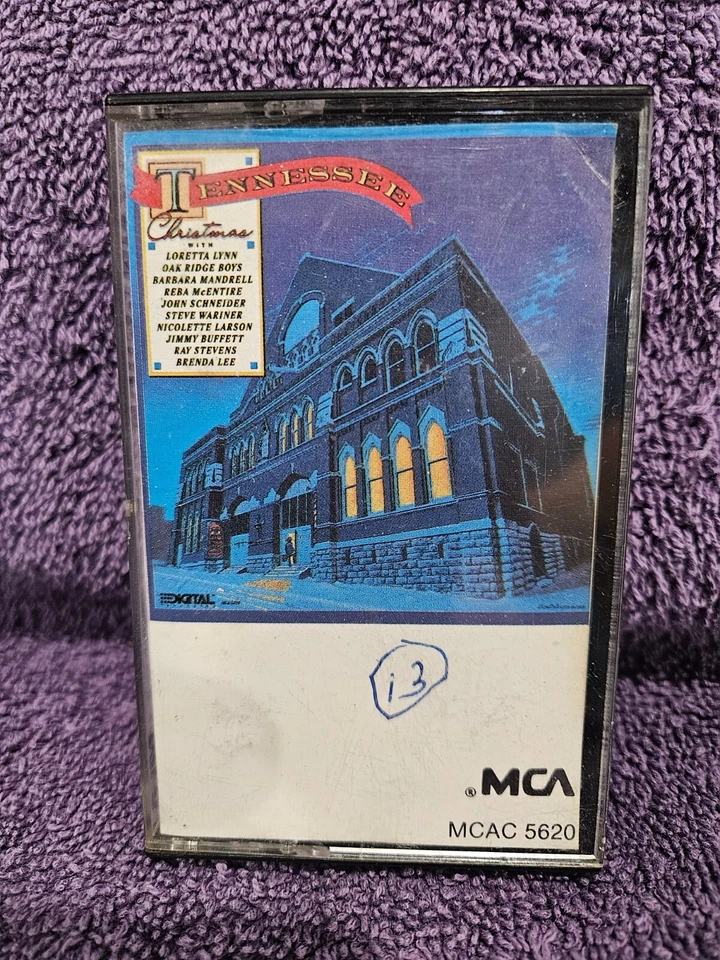 TENNESSEE
Christmas
WITH
LORETTA LYNN
OAK RIDGE BOYS
BARBARA MANDRELL
REBA McENTIRE
JOHN SCHNEIDER
STEVE WARINER
NICOLETTE LARSON
JIMMY BUFFETT
RAY STEVENS
BRENDA LEE
DIGITAL
i3
® MCA
MCAC 5620